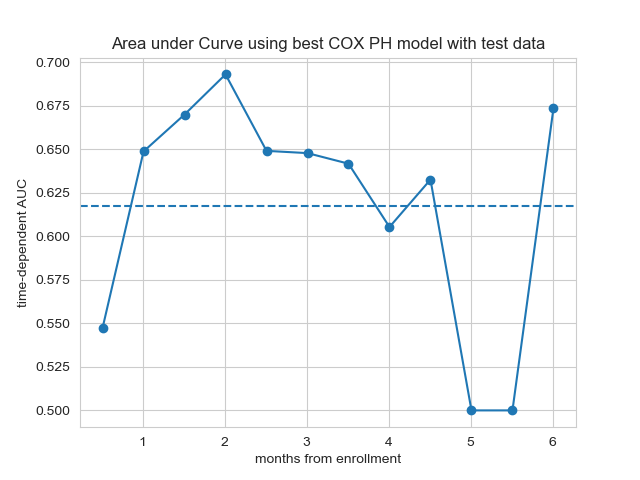 Area under Curve using best COX PH model with test data
time-dependent AUC
0.700
0.675
0.650
0.625
0.600
0.575
0.550
0.525
0.500
1 2 3 4 5 6
months from enrollment